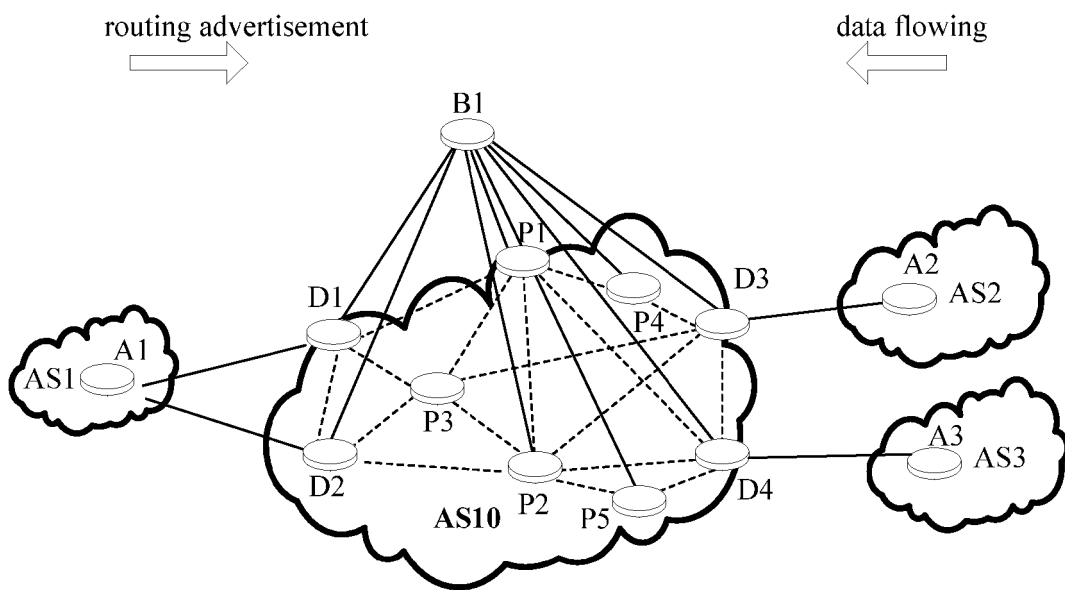 routing advertisement
data flowing
B1
P1
A2
D3
AS2
D1
P4
A1
AS1
P3
A3
AS3
D2
P2
D4
AS10
P5